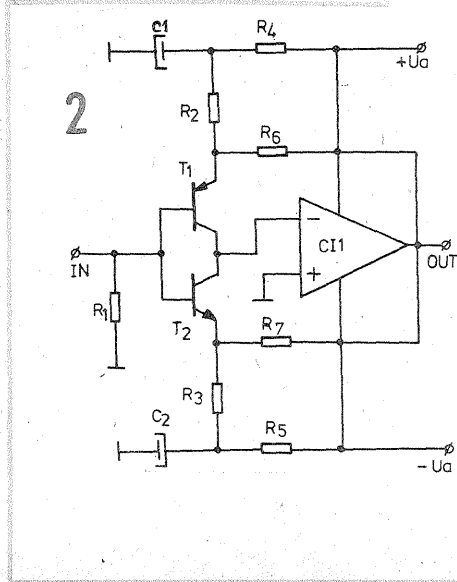 C1
R4
+Ua
2
R2
R6
T1
CI1
−
+
IN
OUT
R1
T2
R7
R3
C2
R5
-Ua